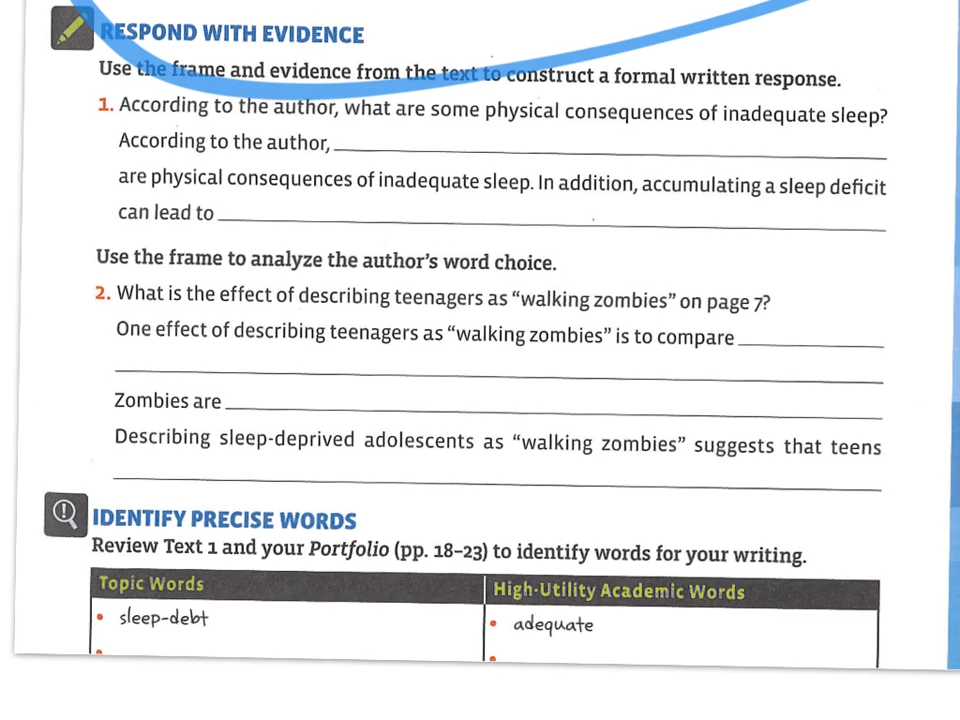 RESPOND WITH EVIDENCE
Use the frame and evidence from the text to construct a formal written response.
1. According to the author, what are some physical consequences of inadequate sleep?
According to the author,
are physical consequences of inadequate sleep. In addition, accumulating a sleep deficit
can lead to
Use the frame to analyze the author's word choice.
2. What is the effect of describing teenagers as "walking zombies" on page 7?
One effect of describing teenagers as "walking zombies" is to compare
Zombies are
Describing sleep-deprived adolescents as "walking zombies" suggests that teens
IDENTIFY PRECISE WORDS
Review Text 1 and your Portfolio (pp. 18–23) to identify words for your writing.
Topic Words High-Utility Academic Words
• sleep-debt • adequate